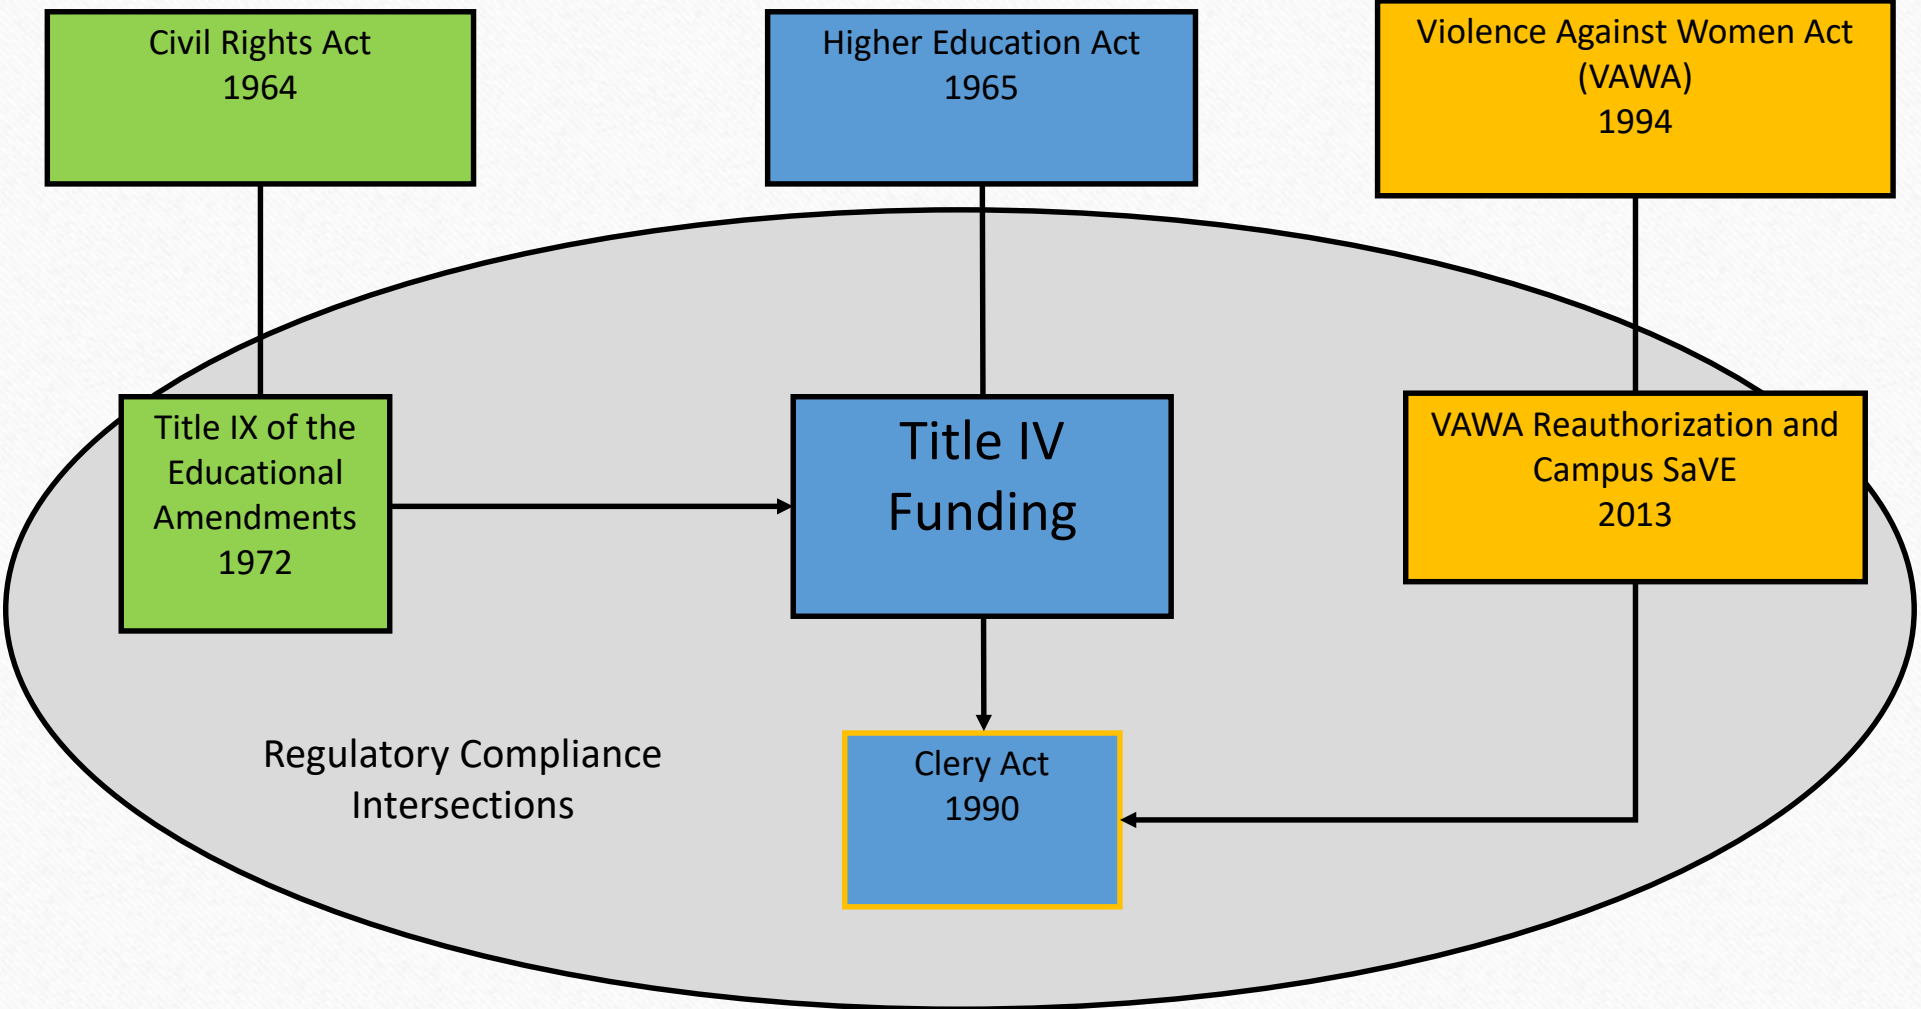 Civil Rights Act
1964
Higher Education Act
1965
Violence Against Women Act
(VAWA)
1994
Title IX of the
Educational
Amendments
1972
Title IV
Funding
VAWA Reauthorization and
Campus SaVE
2013
Regulatory Compliance
Intersections
Clery Act
1990